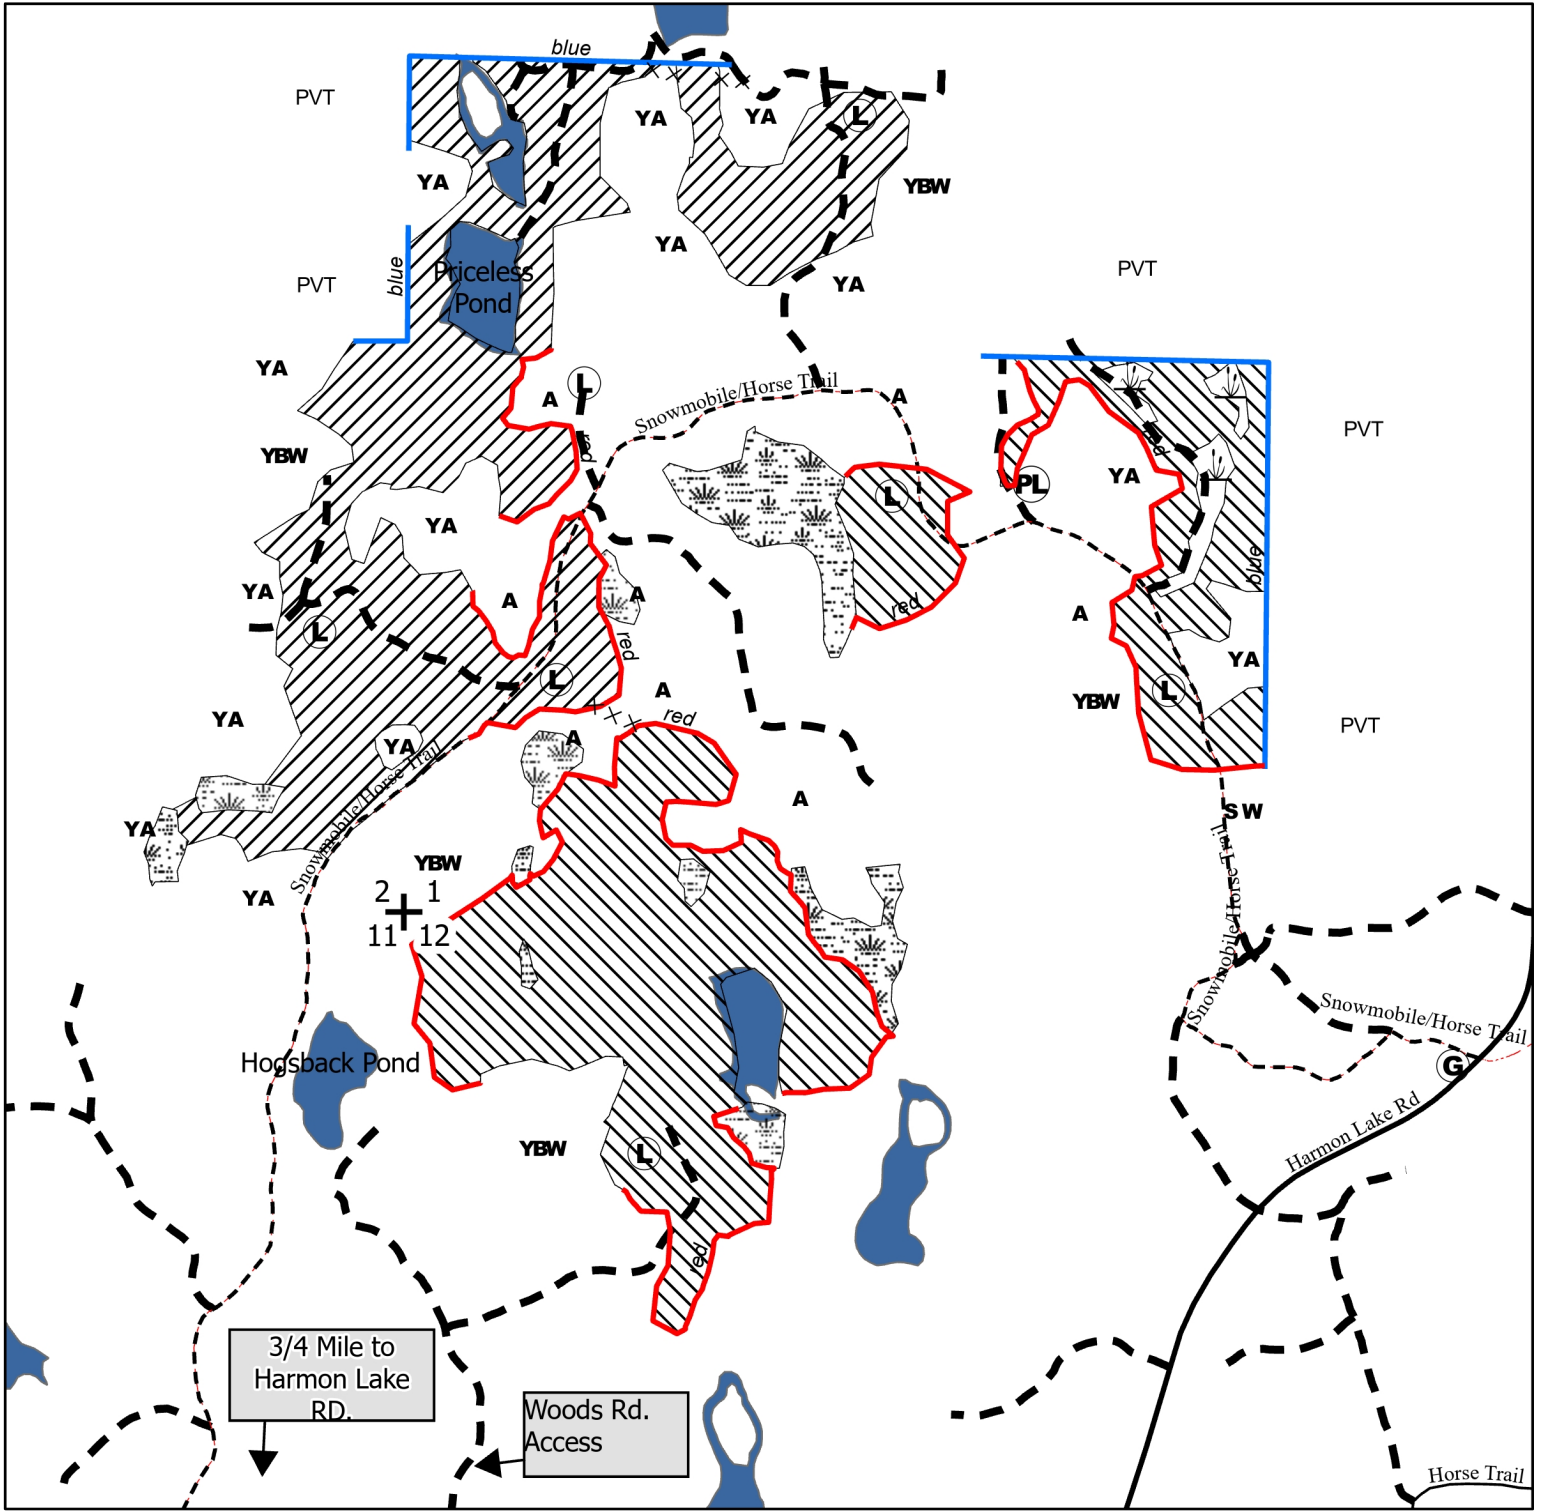 blue
PVT
YA
YA
L
YA
YBW
YA
PVT
blue
PVT
YA
Priceless
Pond
YA
YA
L
A
Snowmobile/Horse Trail
A
PVT
YBW
red
red
YA
PL
L
YA
blue
YA
A
A
red
A
L
red
YA
L
A
YBW
L
YA
red
A
PVT
YA
Snowmobile/Horse Trail
A
YA
SW
YBW
YA
2 1
11 12
Snowmobile/Horse Trail
Snowmobile/Horse Trail
Hogsback Pond
G
Harmon Lake Rd
YBW
L
red
3/4 Mile to
Harmon Lake
RD.
Woods Rd.
Access
Horse Trail